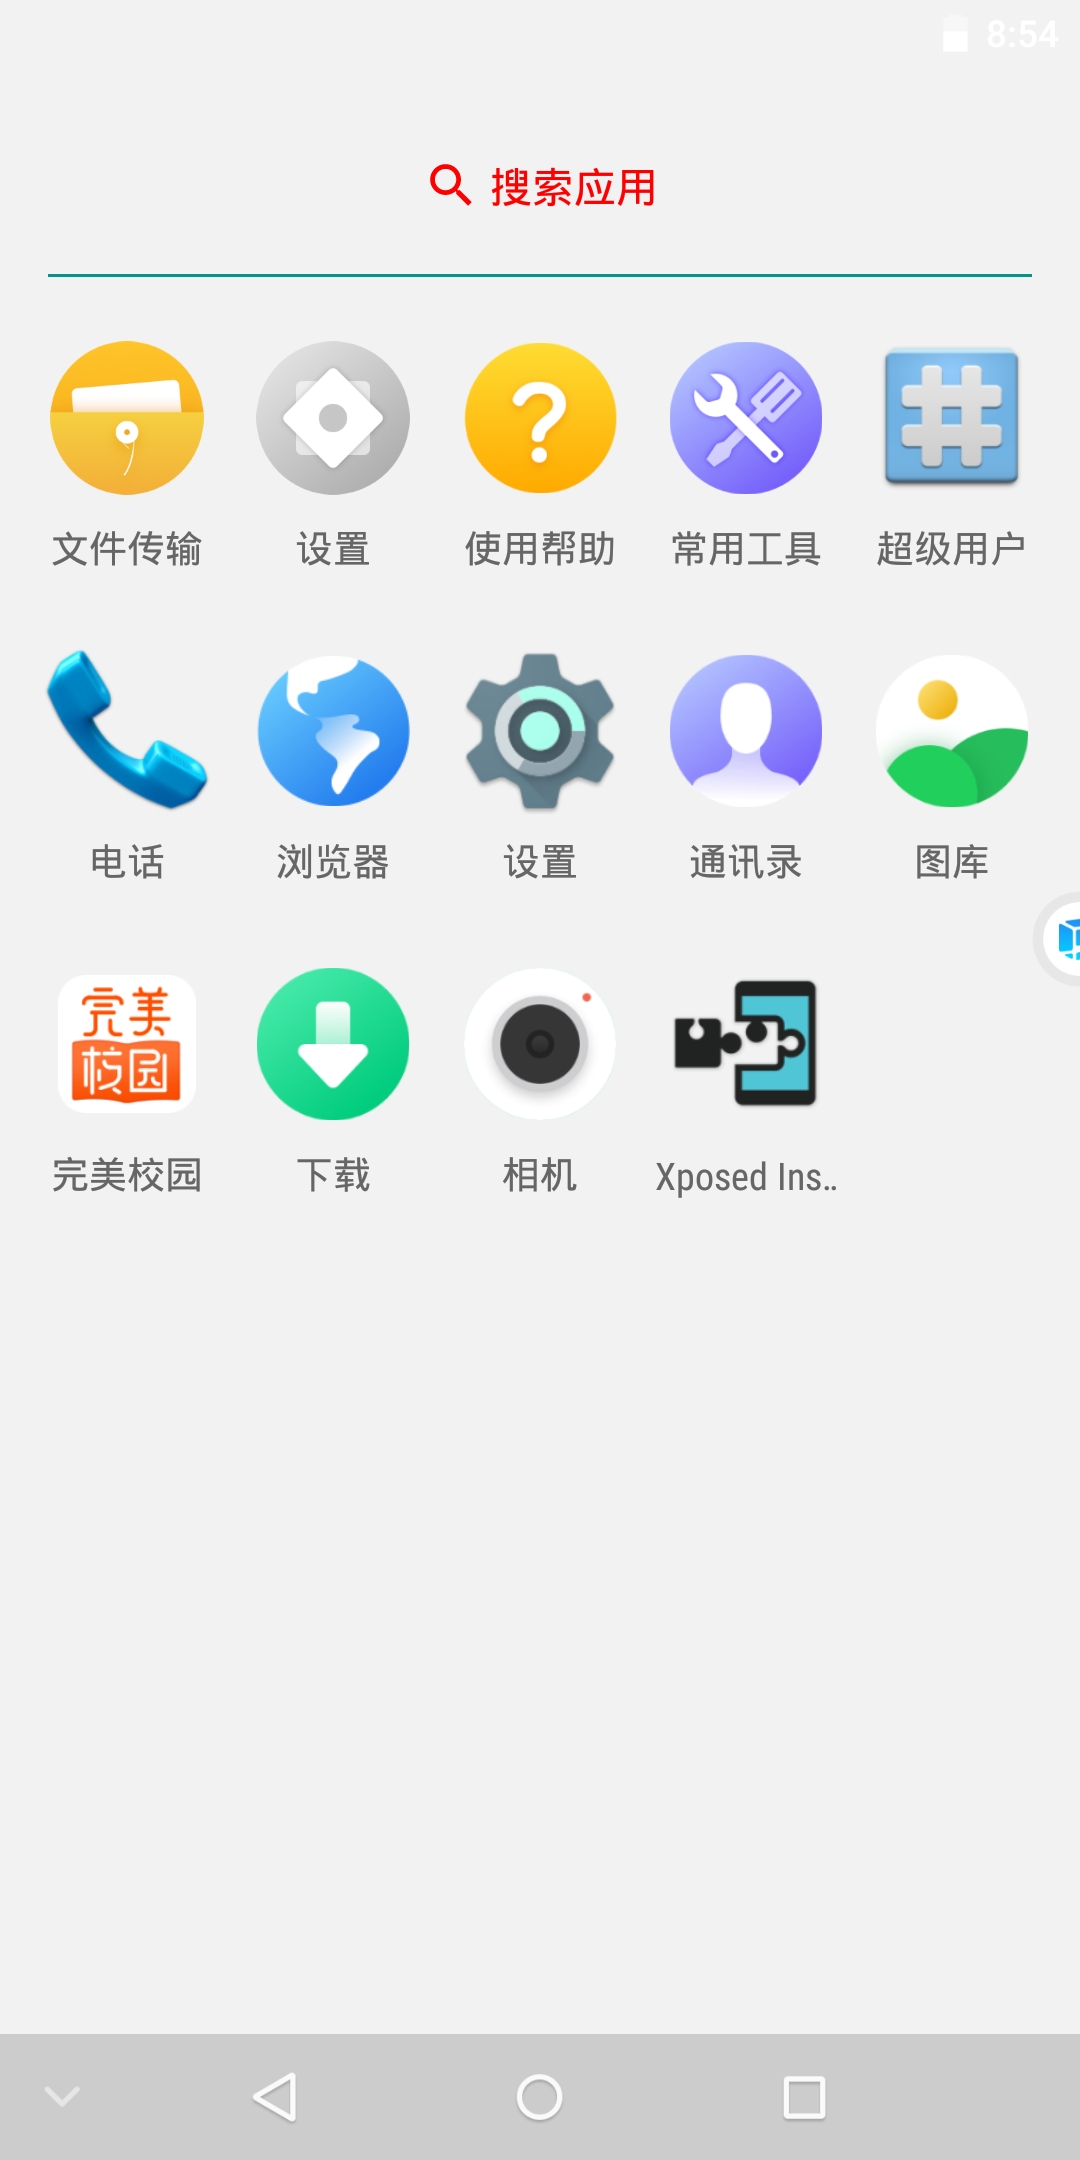 8:54
搜索应用
文件传输
设置
使用帮助
常用工具
超级用户
电话
浏览器
设置
通讯录
图库
完美
校园
完美校园
下载
相机
Xposed Ins..